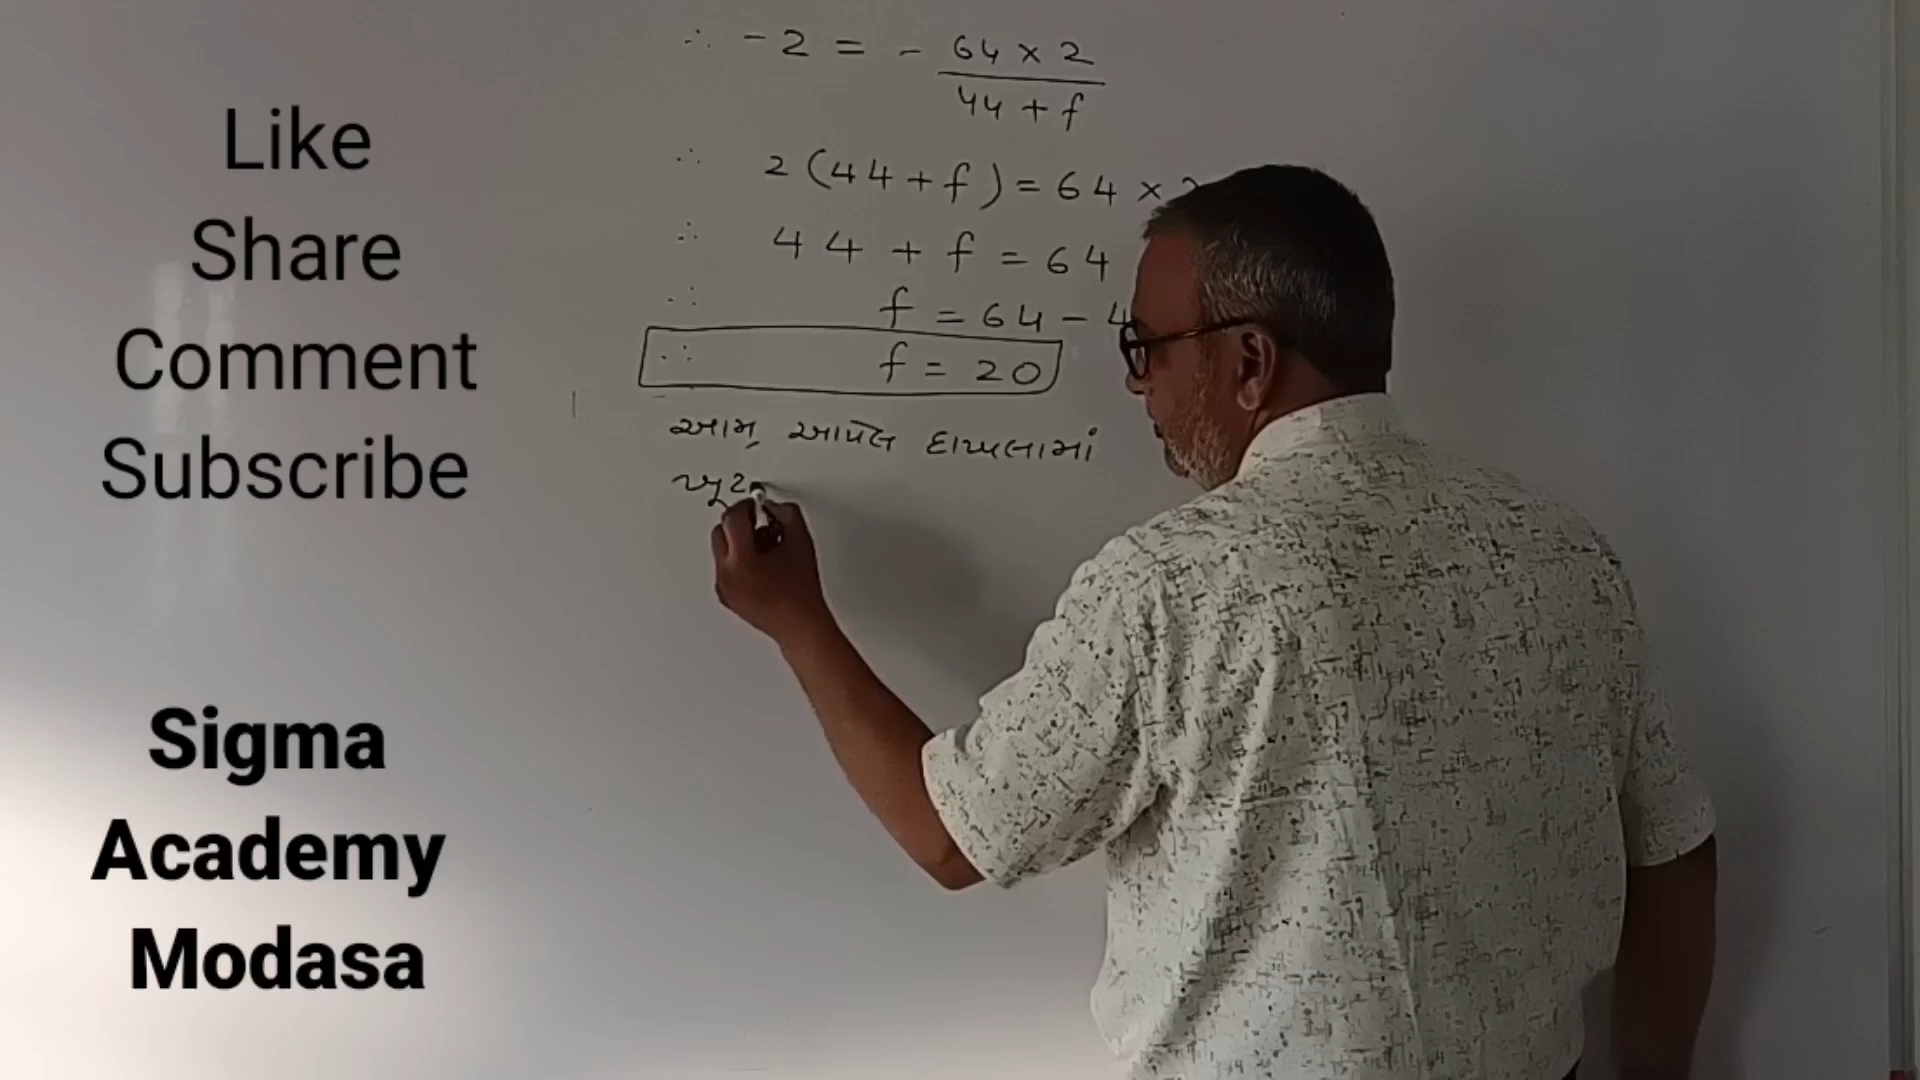 Like
Share
Comment
Subscribe
Sigma
Academy
Modasa
∴ -2 = - 64 × 2 / 44 + f
∴ 2 (44 + f) = 64 ×
∴ 44 + f = 64
∴ f = 64 - 4
∴ f = 20
આમ, આપેલ દાખલામાં